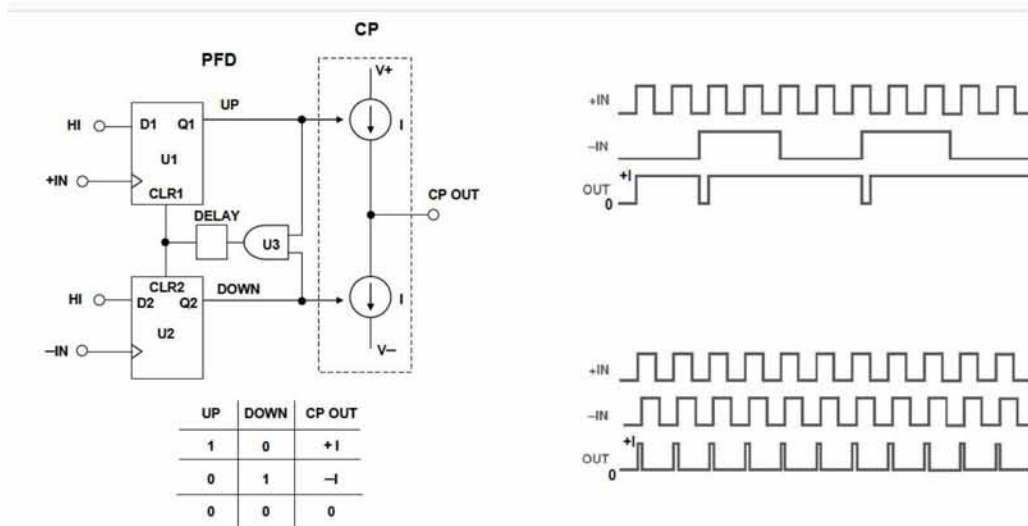 CP
PFD
V+
UP
HI
D1 Q1
I
U1
+IN
CLR1
CP OUT
DELAY
U3
CLR2
HI
D2 Q2
DOWN
I
U2
–IN
V–
UP DOWN CP OUT
1 0 +I
0 1 –I
0 0 0
+IN
–IN
+I
OUT
0
+IN
–IN
+I
OUT
0